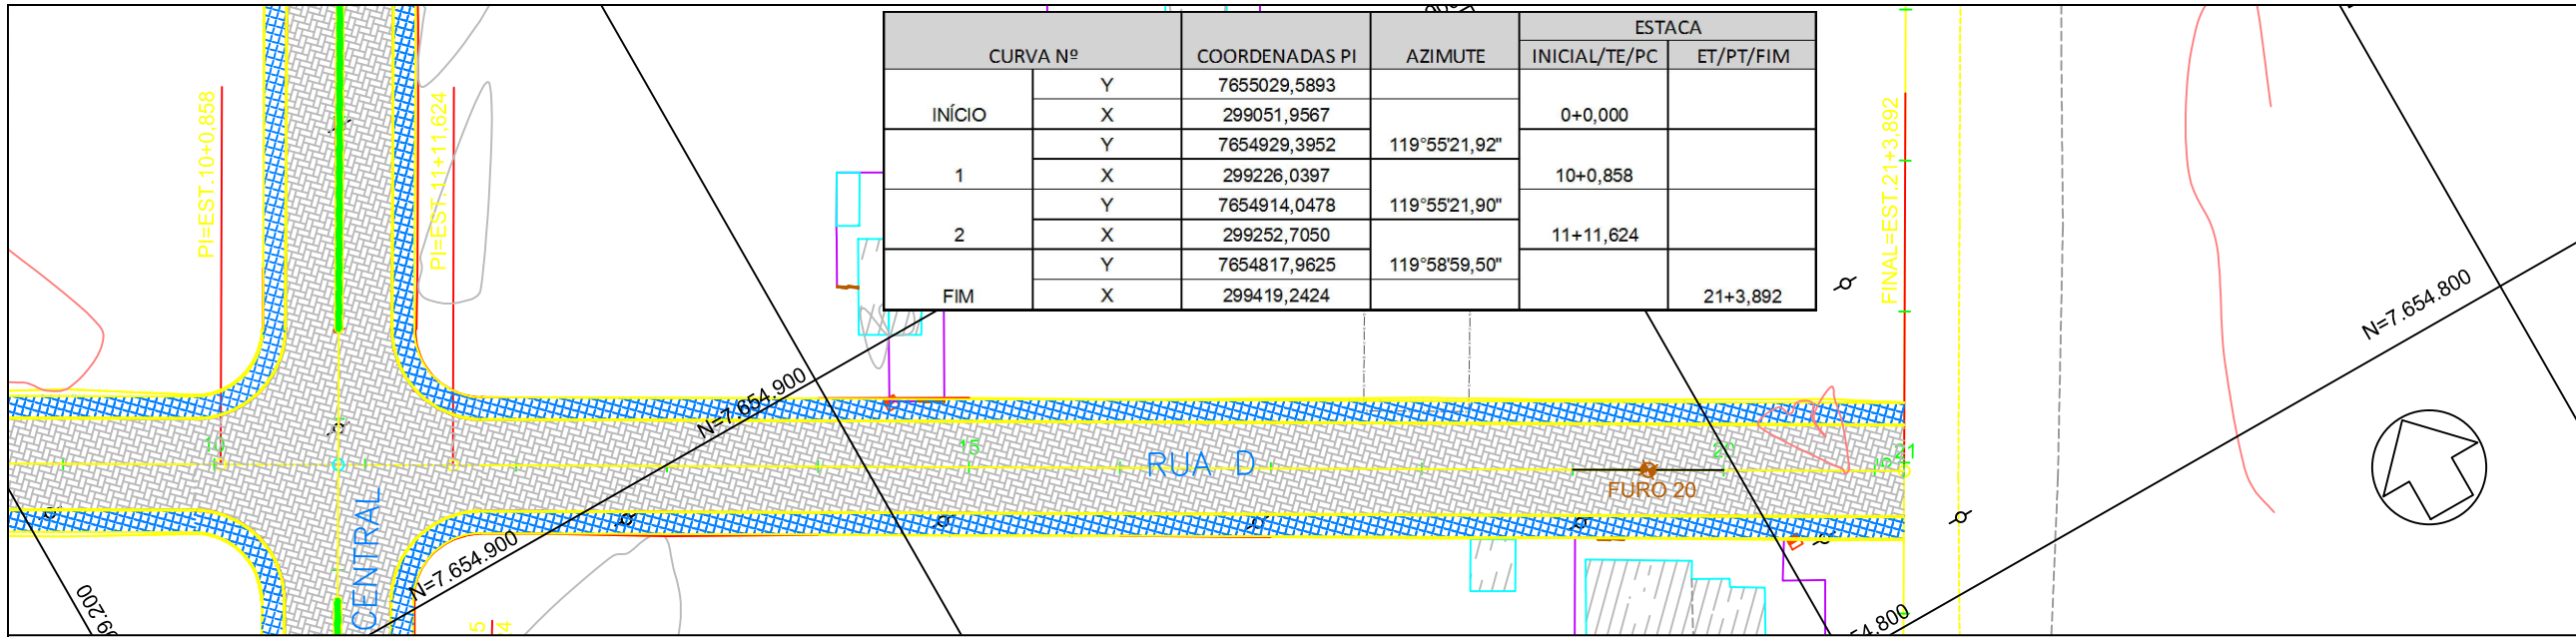 CURVA Nº COORDENADAS PI AZIMUTE ESTACA
INICIAL/TE/PC ET/PT/FIM
INÍCIO Y 7655029,5893
X 299051,9567 0+0,000
1 Y 7654929,3952 119°55'21,92"
X 299226,0397 10+0,858
2 Y 7654914,0478 119°55'21,90"
X 299252,7050 11+11,624
FIM Y 7654817,9625 119°58'59,50"
X 299419,2424 21+3,892
PI=EST.10+0,858
PI=EST.11+11,624
FINAL=EST.21+3,892
N=7.654.800
N=7.654.900
10
15
20
21
RUA D
FURO 20
CENTRAL
N=7.654.900
54.800
5
4